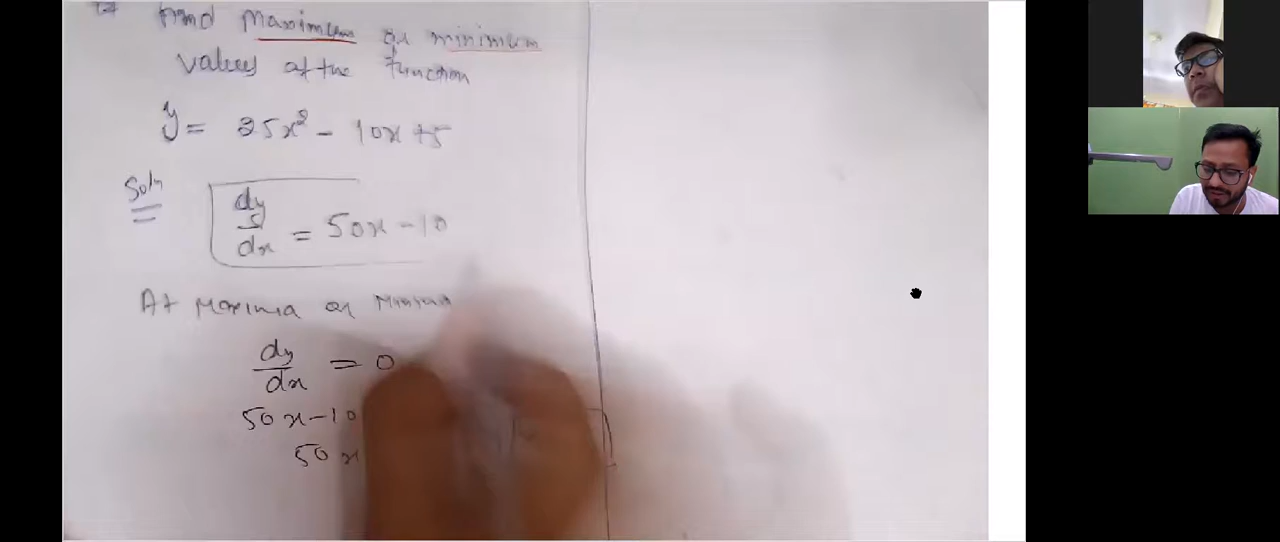 find Maximum or minimum
values of the function
y = 25x² - 10x + 5
Soln
dy/dx = 50x - 10
At Maxima or Minima
dy/dx = 0
50x - 10
50x